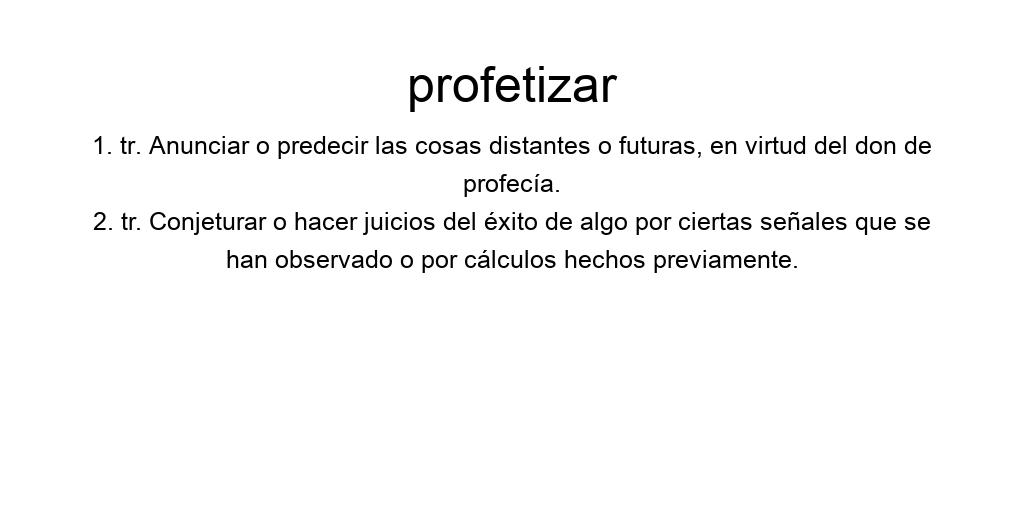 profetizar
1. tr. Anunciar o predecir las cosas distantes o futuras, en virtud del don de
profecía.
2. tr. Conjeturar o hacer juicios del éxito de algo por ciertas señales que se
han observado o por cálculos hechos previamente.